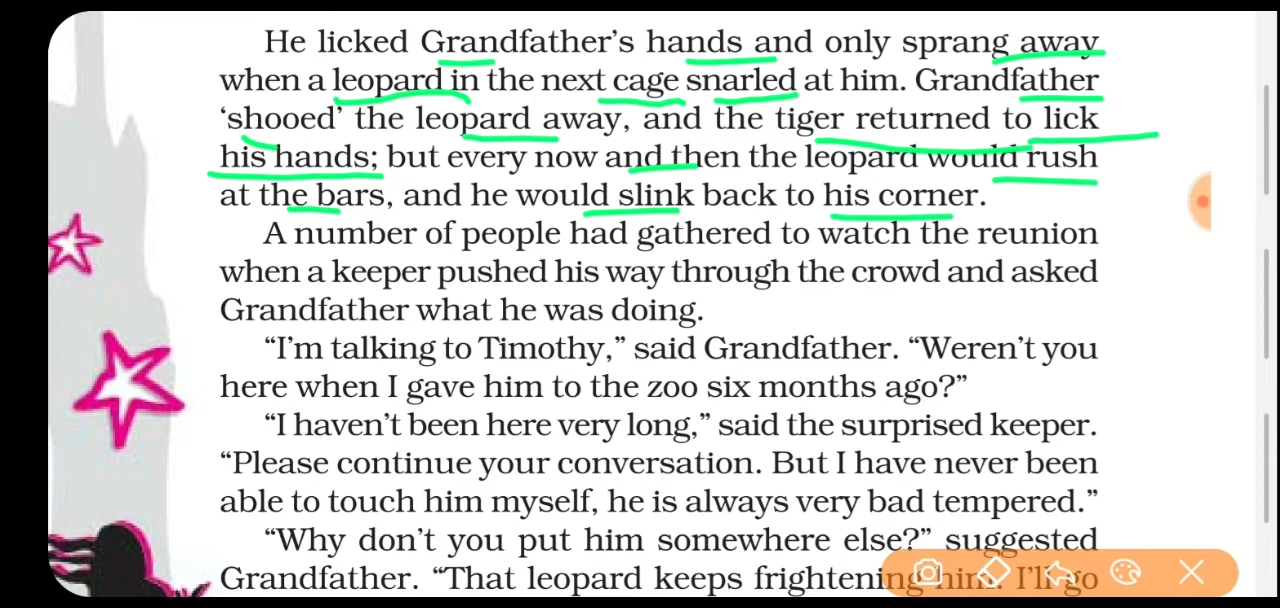 He licked Grandfather’s hands and only sprang away
when a leopard in the next cage snarled at him. Grandfather
‘shooed’ the leopard away, and the tiger returned to lick
his hands; but every now and then the leopard would rush
at the bars, and he would slink back to his corner.
A number of people had gathered to watch the reunion
when a keeper pushed his way through the crowd and asked
Grandfather what he was doing.
“I’m talking to Timothy,” said Grandfather. “Weren’t you
here when I gave him to the zoo six months ago?”
“I haven’t been here very long,” said the surprised keeper.
“Please continue your conversation. But I have never been
able to touch him myself, he is always very bad tempered.”
“Why don’t you put him somewhere else?” suggested
Grandfather. “That leopard keeps frightening him. I’ll go